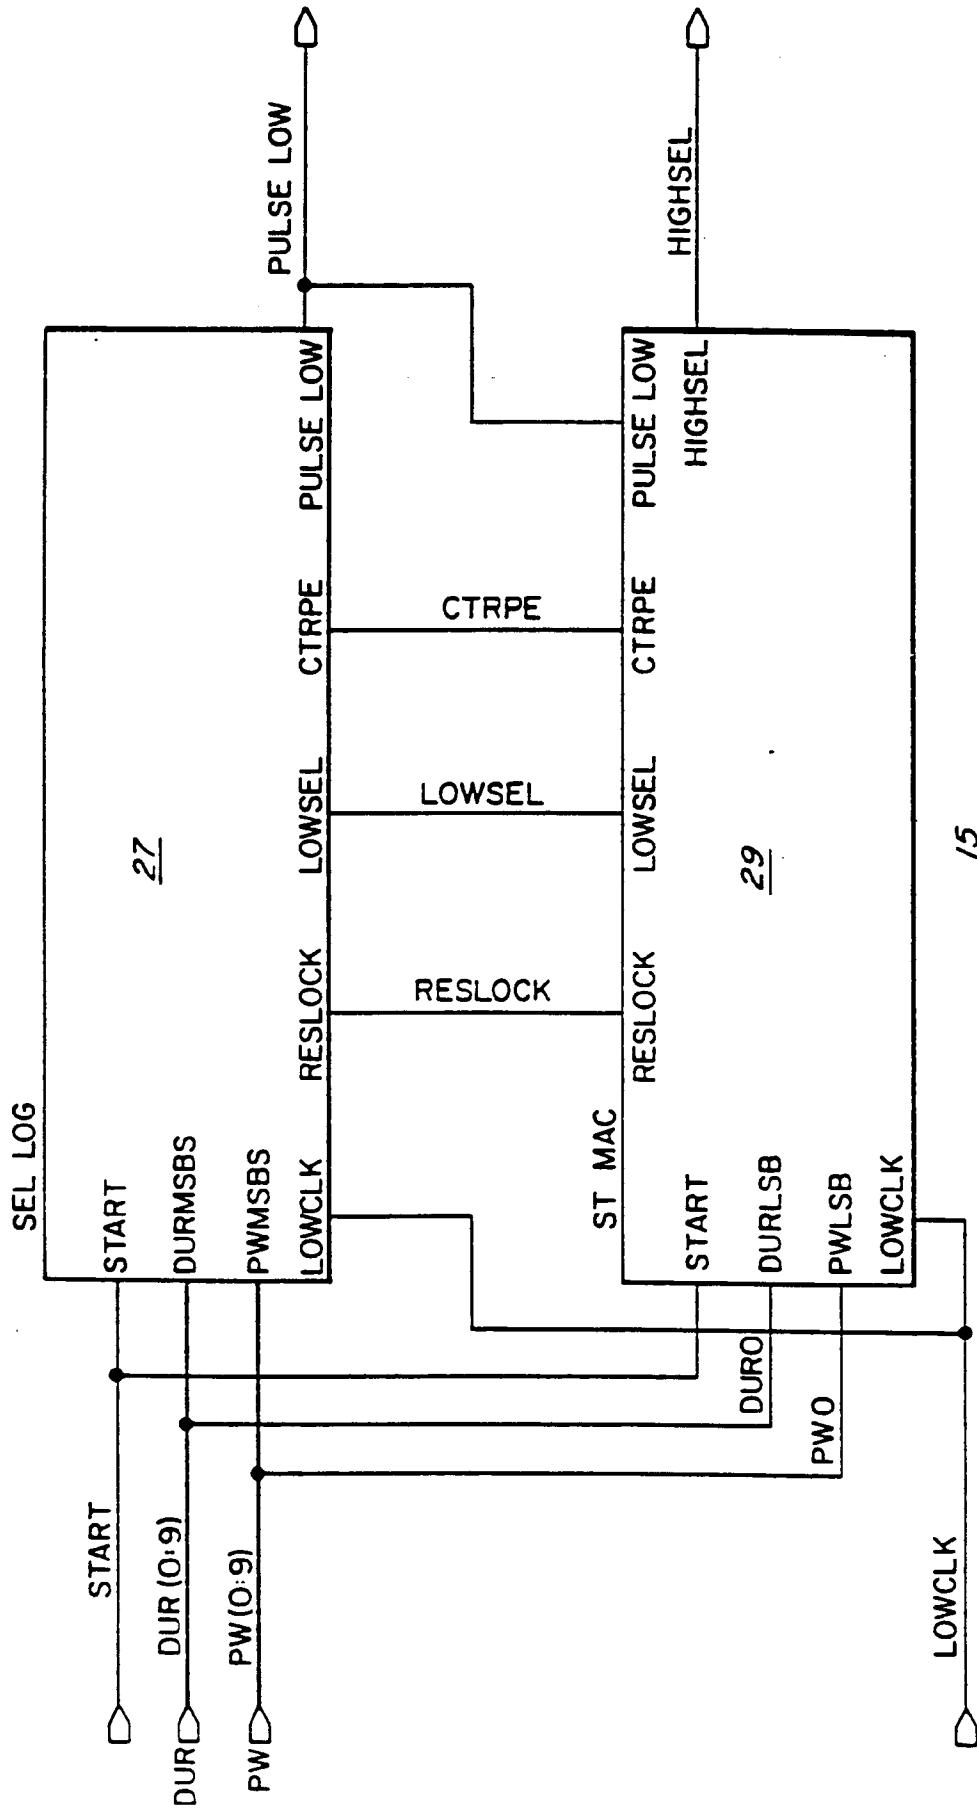 SEL LOG
START
START
DUR
DUR (0:9)
DURMSBS
PW
PW (0:9)
PWMSBS
LOWCLK
RESLOCK
LOWSEL
CTRPE
PULSE LOW
PULSE LOW
27
RESLOCK
LOWSEL
CTRPE
ST MAC
RESLOCK
LOWSEL
CTRPE
PULSE LOW
START
HIGHSEL
HIGHSEL
DURO
DURLSB
29
PWO
PWLSB
LOWCLK
LOWCLK
15